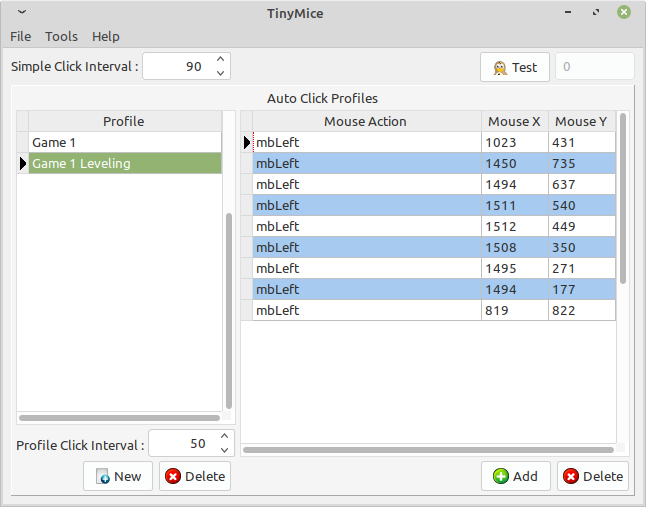 TinyMice
File Tools Help
Simple Click Interval : 90 Test 0
Auto Click Profiles
Profile Mouse Action Mouse X Mouse Y
Game 1 mbLeft 1023 431
Game 1 Leveling mbLeft 1450 735
mbLeft 1494 637
mbLeft 1511 540
mbLeft 1512 449
mbLeft 1508 350
mbLeft 1495 271
mbLeft 1494 177
mbLeft 819 822
Profile Click Interval : 50
New Delete Add Delete